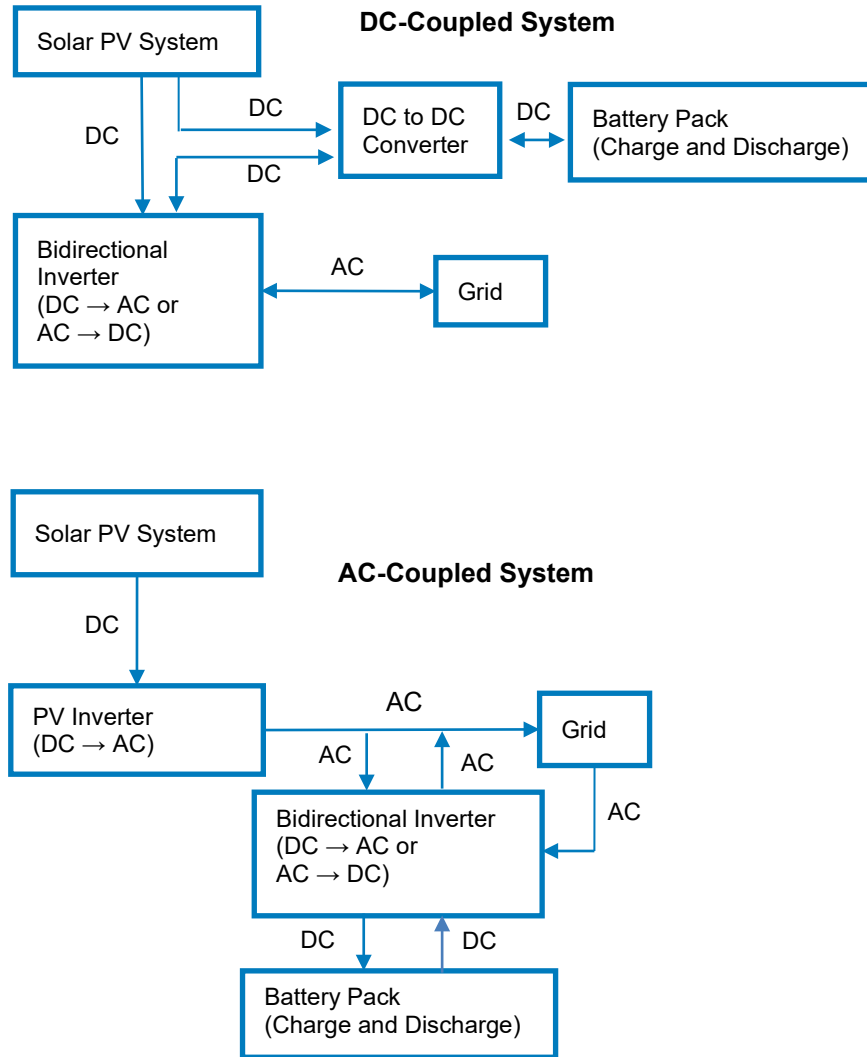 DC-Coupled System
Solar PV System
DC
DC
DC
DC to DC
Converter
DC
Battery Pack
(Charge and Discharge)
Bidirectional
Inverter
(DC → AC or
AC → DC)
AC
Grid
Solar PV System
AC-Coupled System
DC
PV Inverter
(DC → AC)
AC
Grid
AC
AC
AC
Bidirectional Inverter
(DC → AC or
AC → DC)
DC
DC
Battery Pack
(Charge and Discharge)